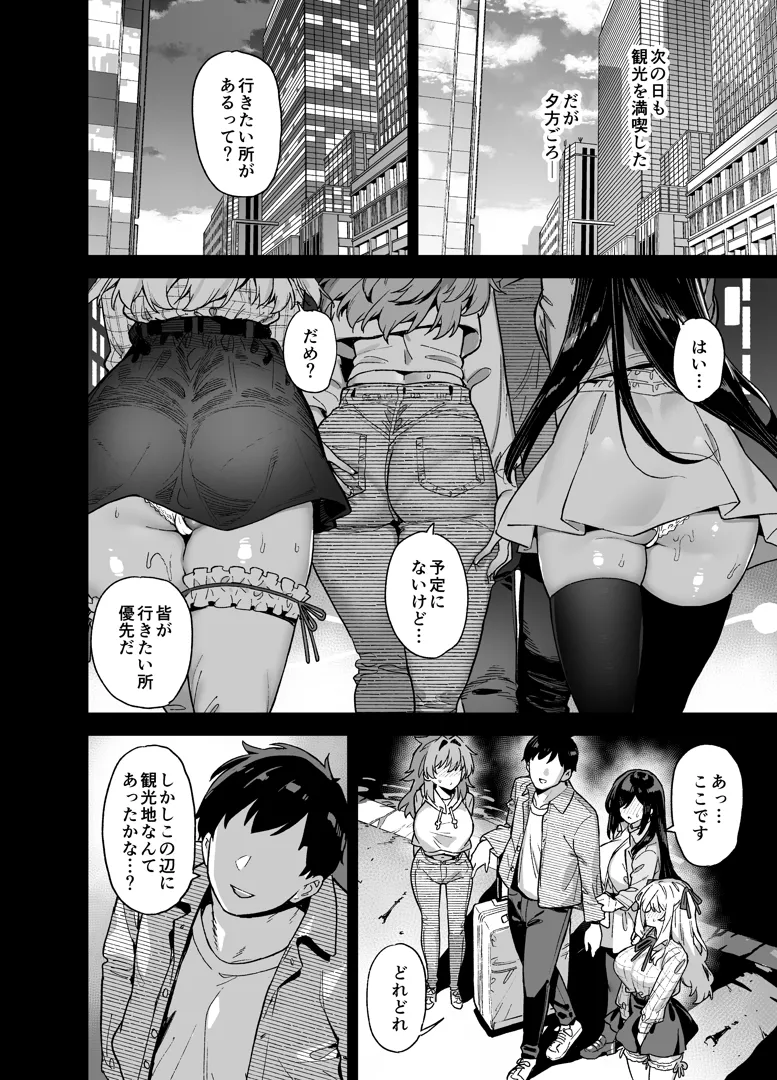 次の日も
観光を満喫した
だが
夕方ごろ―
行きたい所が
あるって？
はい…
だめ？
予定に
ないけど…
皆が
行きたい所
優先だ
あっ…
ここです
どれどれ
しかしこの辺に
観光地なんて
あったかな…？